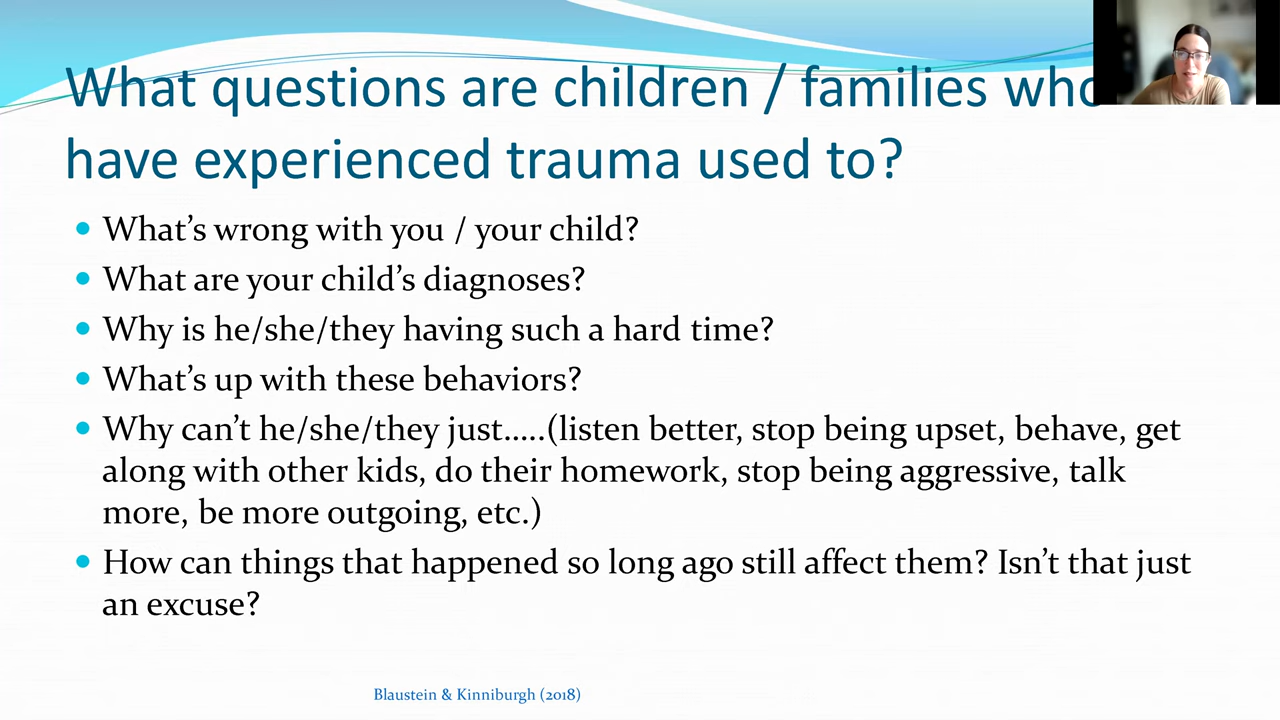 What questions are children / families who
have experienced trauma used to?
What's wrong with you / your child?
What are your child's diagnoses?
Why is he/she/they having such a hard time?
What's up with these behaviors?
Why can't he/she/they just.....(listen better, stop being upset, behave, get
along with other kids, do their homework, stop being aggressive, talk
more, be more outgoing, etc.)
How can things that happened so long ago still affect them? Isn't that just
an excuse?
Blaustein & Kinniburgh (2018)